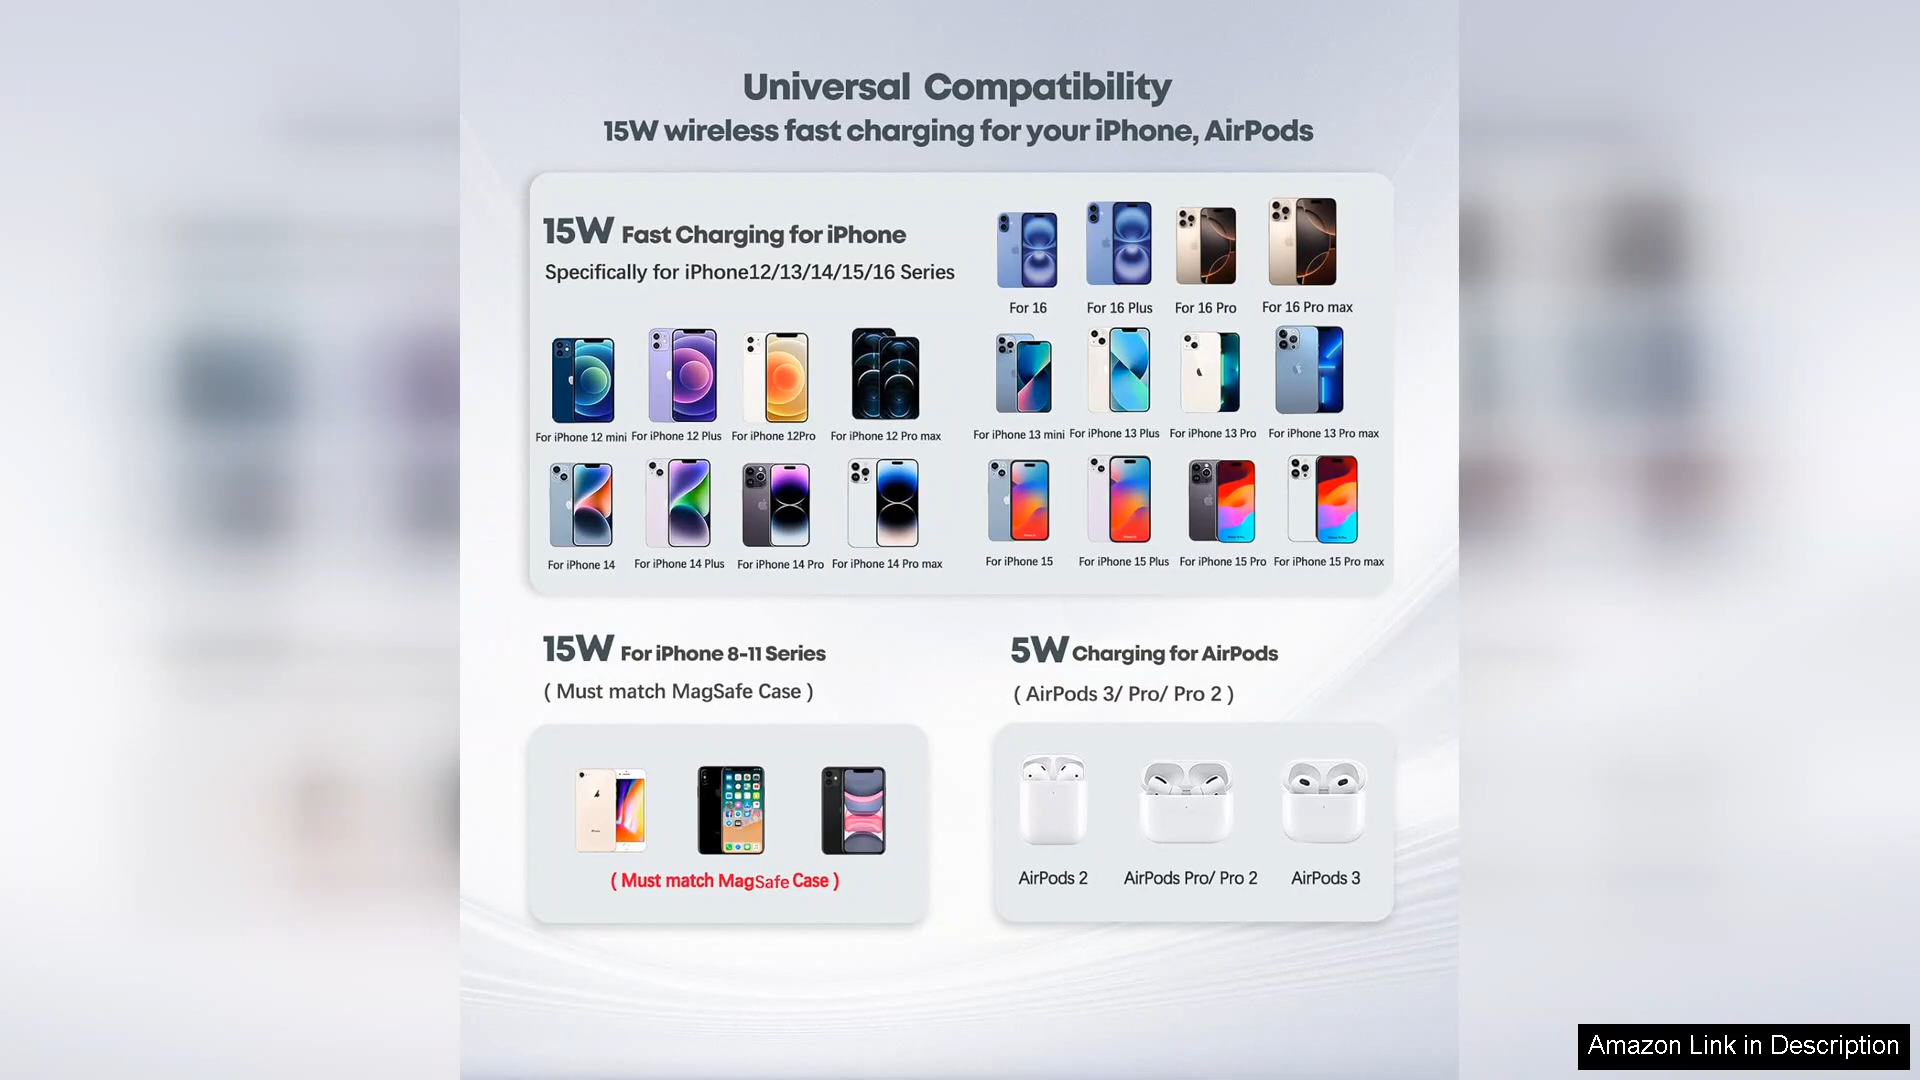 Universal Compatibility
15W wireless fast charging for your iPhone, AirPods
15W Fast Charging for iPhone
Specifically for iPhone12/13/14/15/16 Series
For 16 For 16 Plus For 16 Pro For 16 Pro max
For iPhone 12 mini For iPhone 12 Plus For iPhone 12Pro For iPhone 12 Pro max
For iPhone 13 mini For iPhone 13 Plus For iPhone 13 Pro For iPhone 13 Pro max
For iPhone 14 For iPhone 14 Plus For iPhone 14 Pro For iPhone 14 Pro max
For iPhone 15 For iPhone 15 Plus For iPhone 15 Pro For iPhone 15 Pro max
15W For iPhone 8-11 Series
( Must match MagSafe Case )
( Must match MagSafe Case )
5W Charging for AirPods
( AirPods 3/ Pro/ Pro 2 )
AirPods 2 AirPods Pro/ Pro 2 AirPods 3
Amazon Link in Description